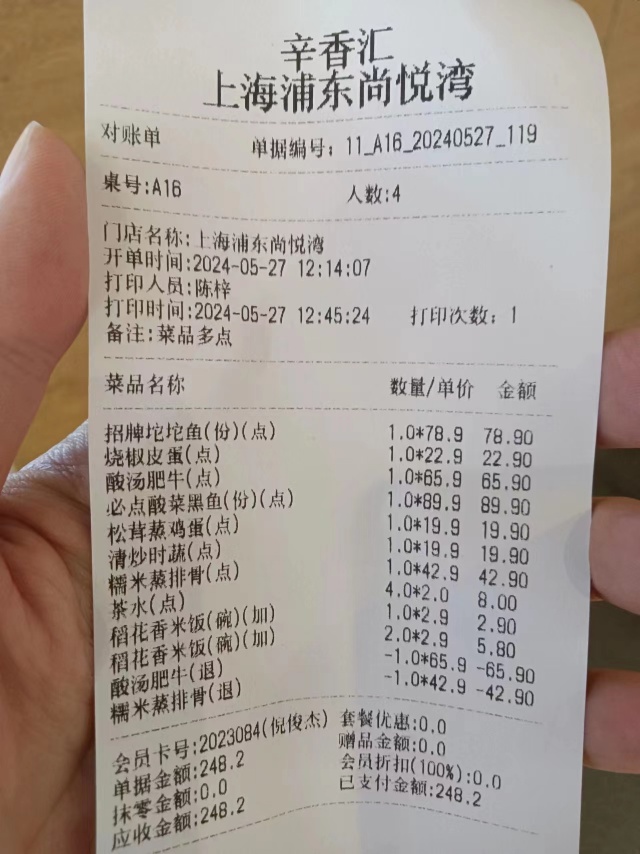 辛香汇
上海浦东尚悦湾
对账单 单据编号: 11_A16_20240527_119
桌号:A16 人数:4
门店名称:上海浦东尚悦湾
开单时间:2024-05-27 12:14:07
打印人员:陈梓
打印时间:2024-05-27 12:45:24 打印次数: 1
备注:菜品多点
菜品名称 数量/单价 金额
招牌坨坨鱼(份)(点) 1.0*78.9 78.90
烧椒皮蛋(点) 1.0*22.9 22.90
酸汤肥牛(点) 1.0*65.9 65.90
必点酸菜黑鱼(份)(点) 1.0*89.9 89.90
松茸蒸鸡蛋(点) 1.0*19.9 19.90
清炒时蔬(点) 1.0*19.9 19.90
糯米蒸排骨(点) 1.0*42.9 42.90
茶水(点) 4.0*2.0 8.00
稻花香米饭(碗)(加) 1.0*2.9 2.90
稻花香米饭(碗)(加) 2.0*2.9 5.80
酸汤肥牛(退) -1.0*65.9 -65.90
糯米蒸排骨(退) -1.0*42.9 -42.90
会员卡号:2023084(倪俊杰) 套餐优惠:0.0
单据金额:248.2 赠品金额:0.0
抹零金额:0.0 会员折扣(100%):0.0
应收金额:248.2 已支付金额:248.2